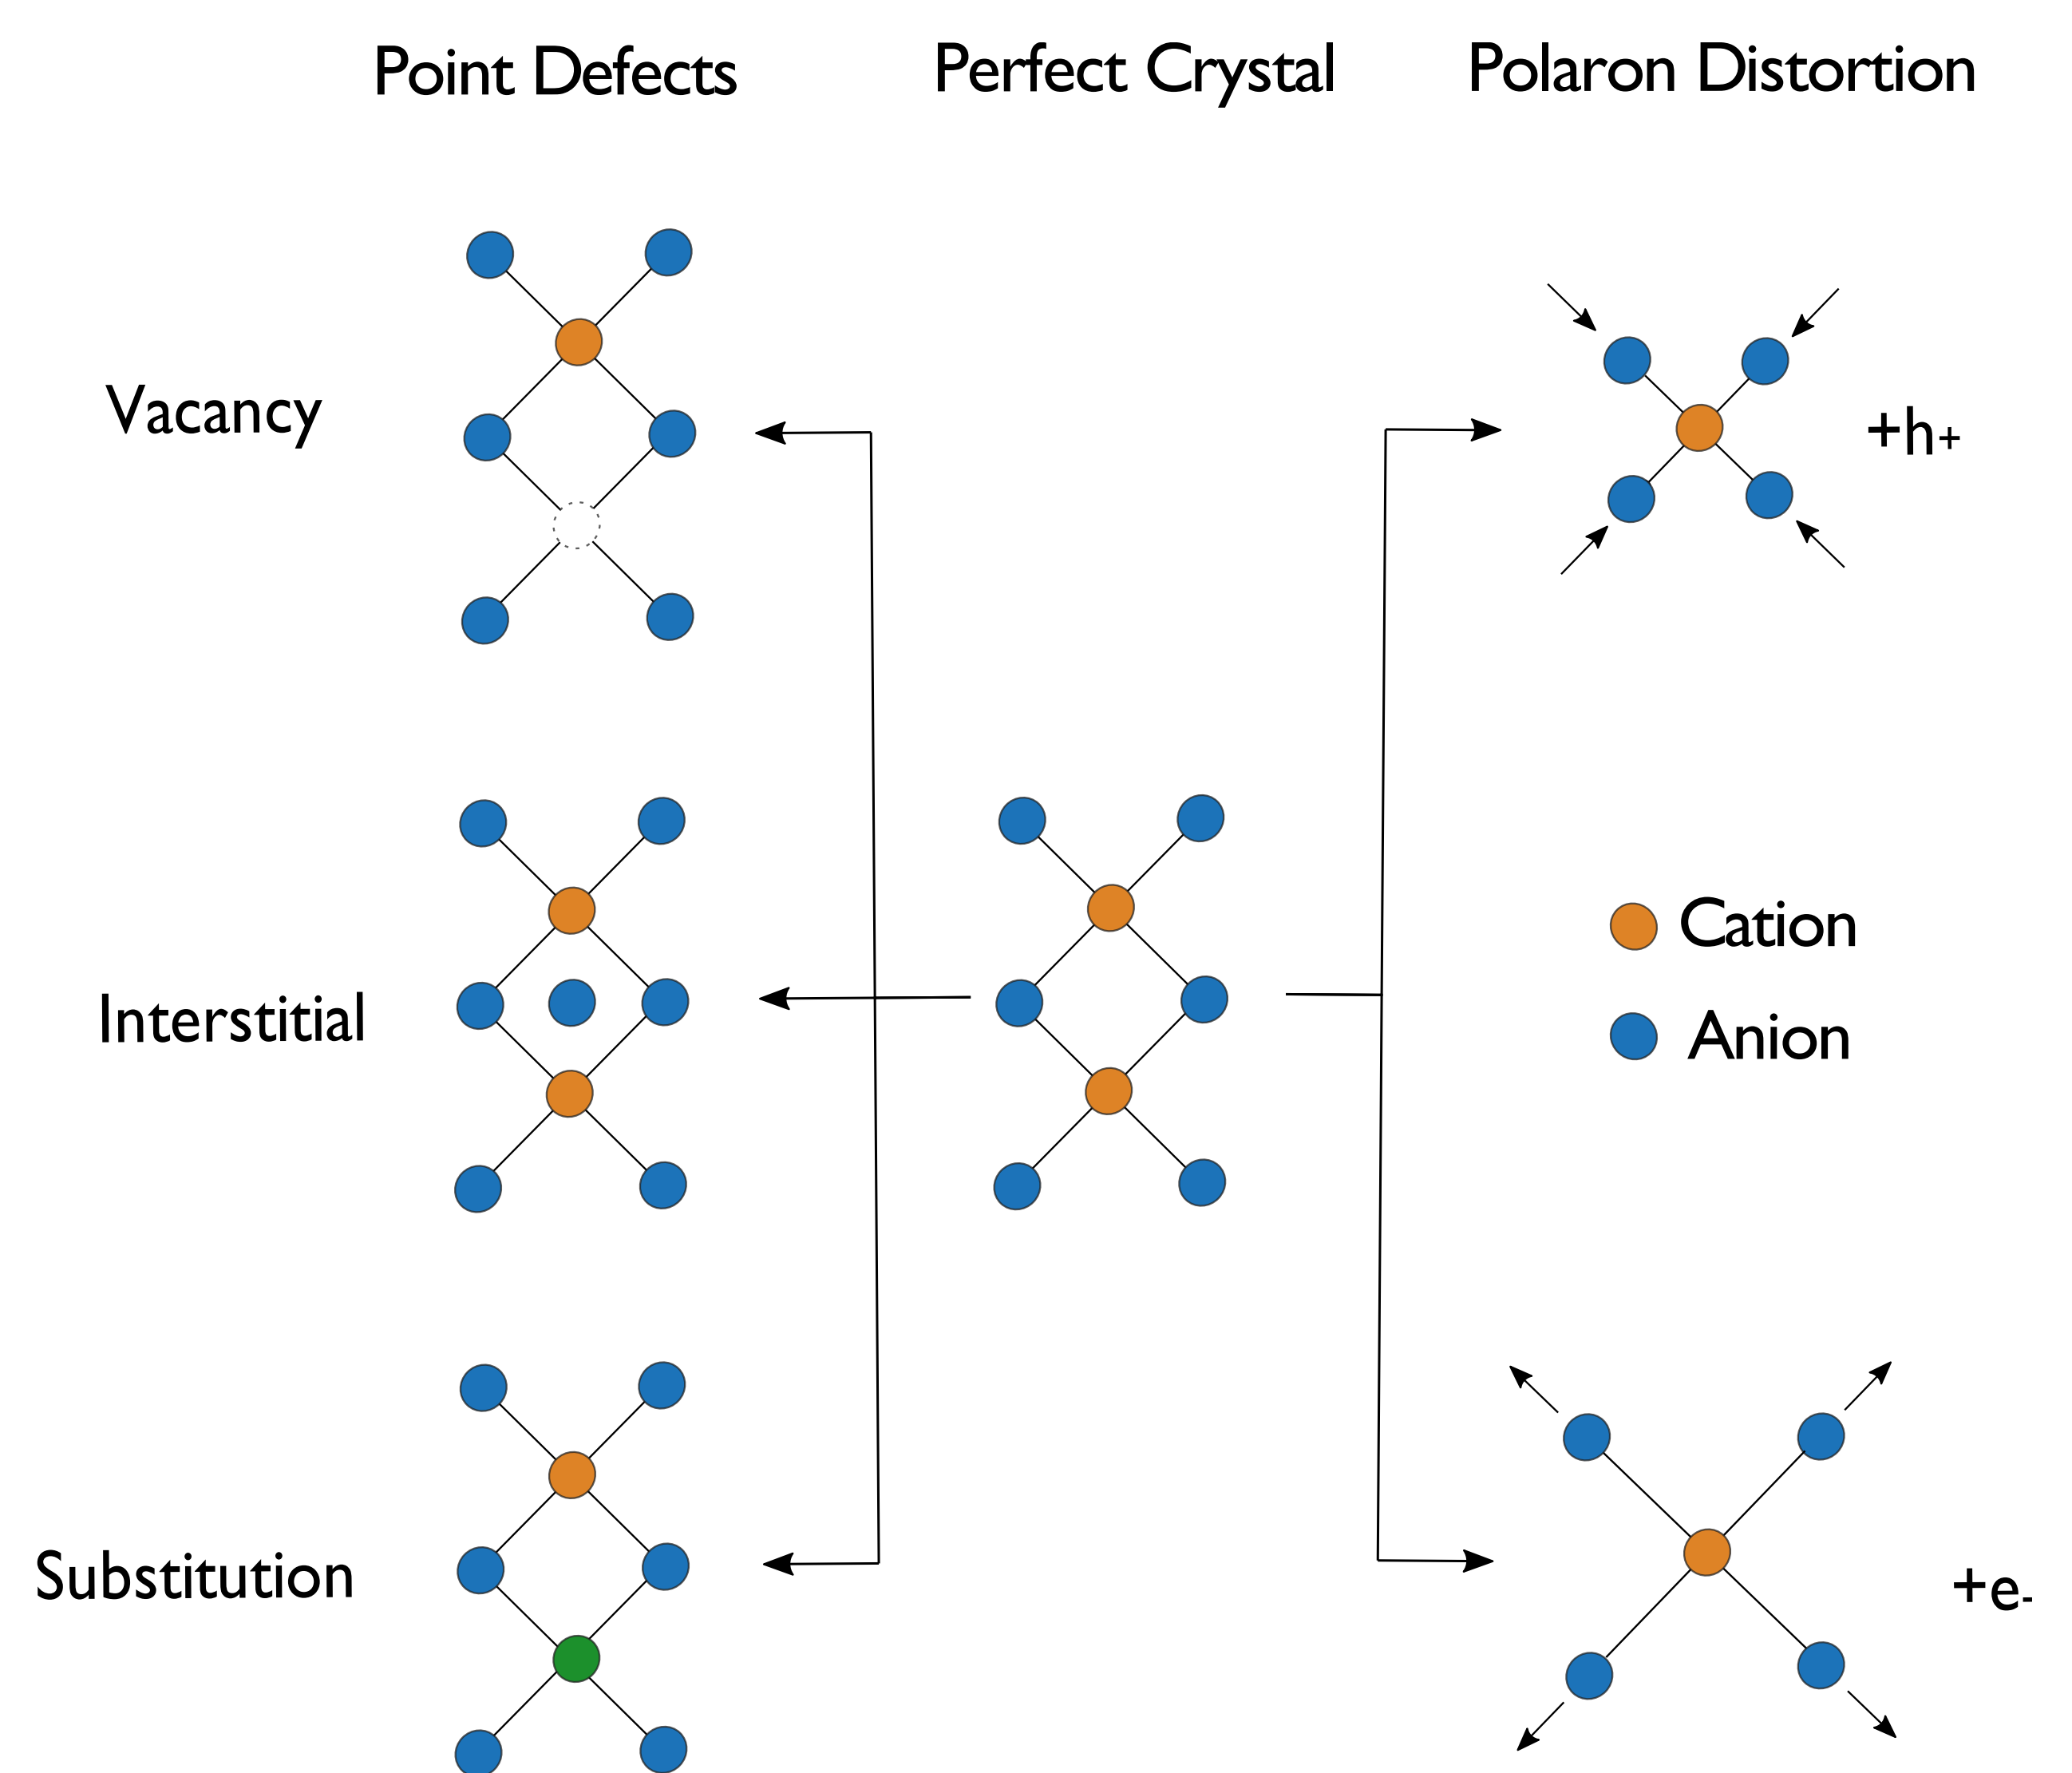 Point Defects
Perfect Crystal
Polaron Distortion
Vacancy
+h+
Cation
Interstitial
Anion
Substitution
+e-